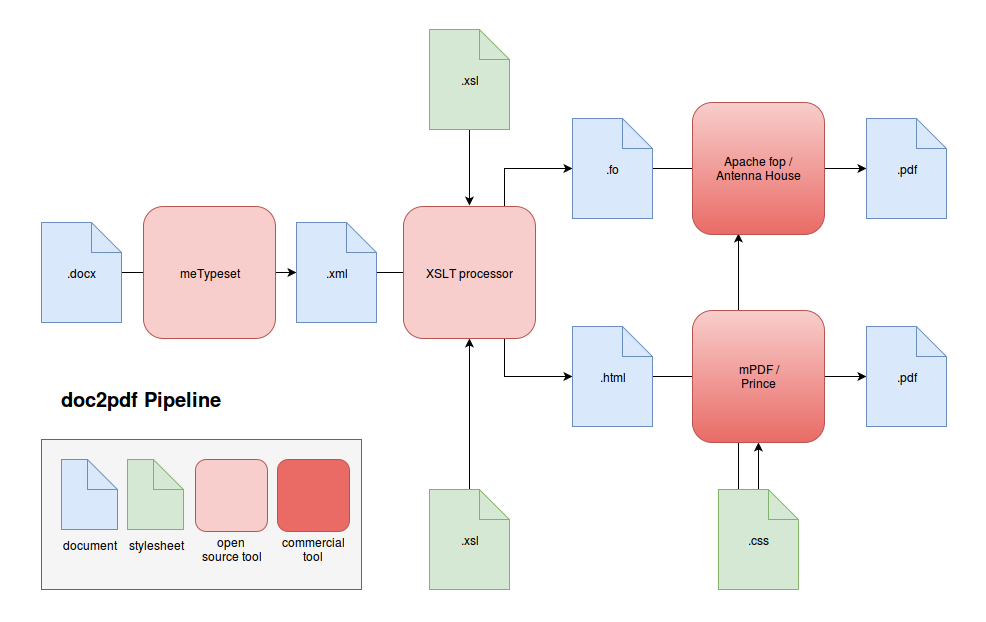 .xsl
.fo
Apache fop /
Antenna House
.pdf
.docx
meTypeset
.xml
XSLT processor
.html
mPDF /
Prince
.pdf
doc2pdf Pipeline
document
stylesheet
open
source tool
commercial
tool
.xsl
.css